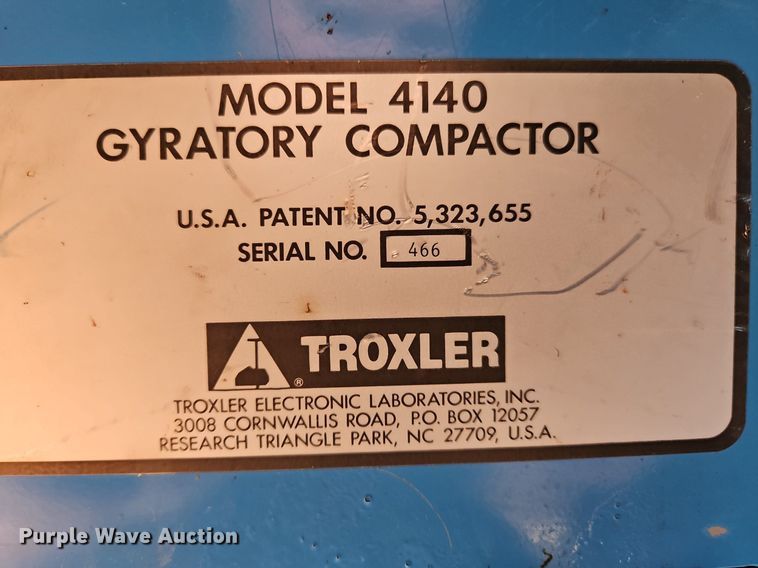 MODEL 4140
GYRATORY COMPACTOR
U.S.A. PATENT NO. 5,323,655
SERIAL NO. 466
® TROXLER
TROXLER ELECTRONIC LABORATORIES, INC.
3008 CORNWALLIS ROAD, P.O. BOX 12057
RESEARCH TRIANGLE PARK, NC 27709, U.S.A.
Purple Wave Auction